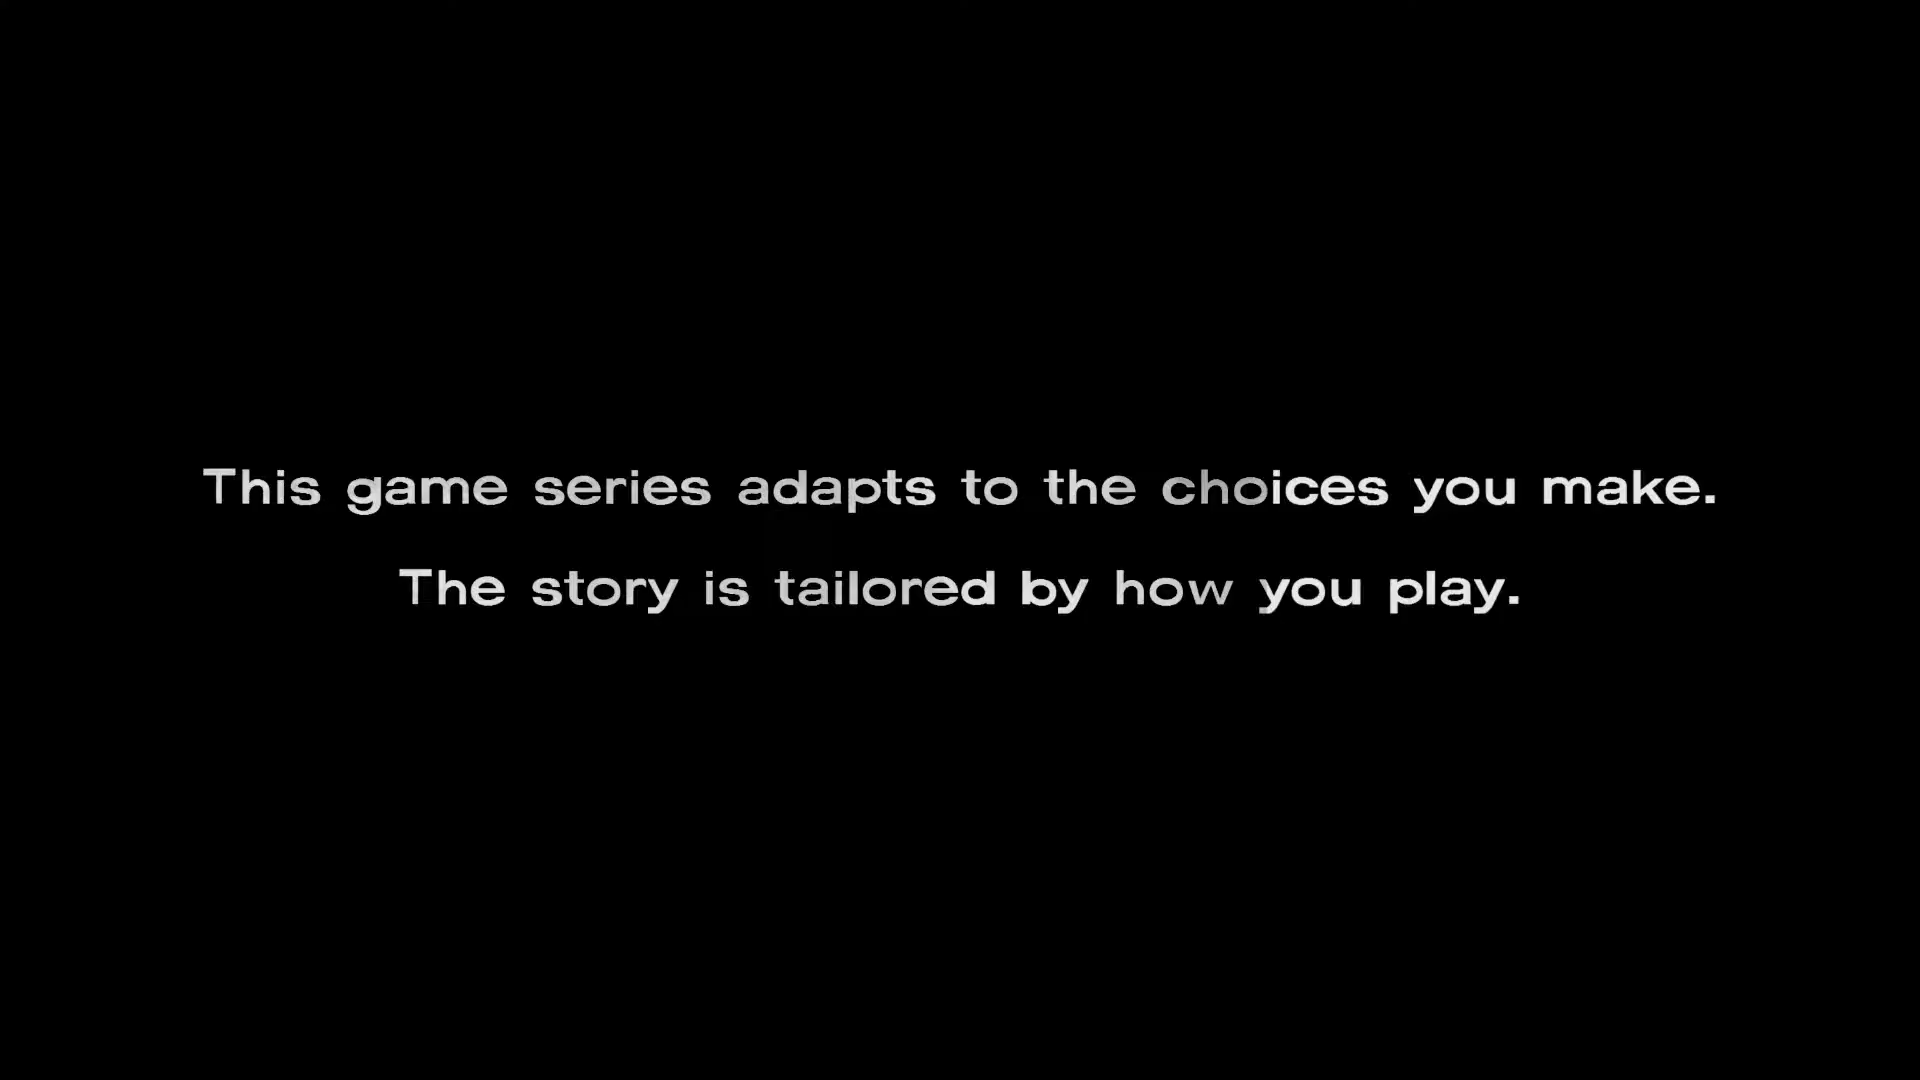 This game series adapts to the choices you make.
The story is tailored by how you play.